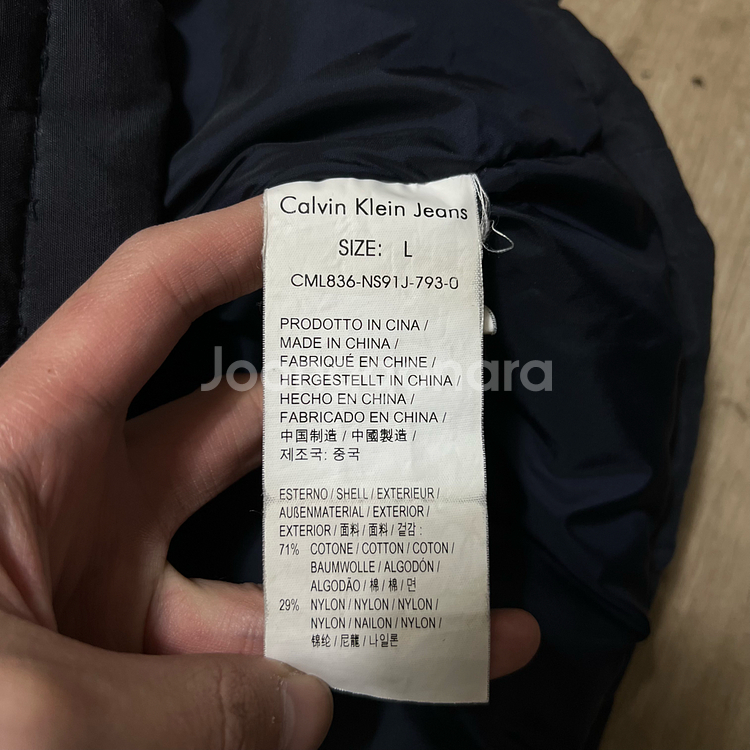 Calvin Klein Jeans
SIZE: L
CML836-NS91J-793-0
PRODOTTO IN CINA /
MADE IN CHINA /
FABRIQUÉ EN CHINE /
HERGESTELLT IN CHINA /
HECHO EN CHINA /
FABRICADO EN CHINA /
中国制造 / 中國製造 /
제조국: 중국
ESTERNO / SHELL / EXTERIEUR /
AUßENMATERIAL / EXTERIOR /
EXTERIOR / 面料 / 面料 / 겉감 :
71% COTONE / COTTON / COTON /
BAUMWOLLE / ALGODÓN /
ALGODÃO / 棉 / 棉 / 면
29% NYLON / NYLON / NYLON /
NYLON / NAILON / NYLON /
锦纶 / 尼龍 / 나일론